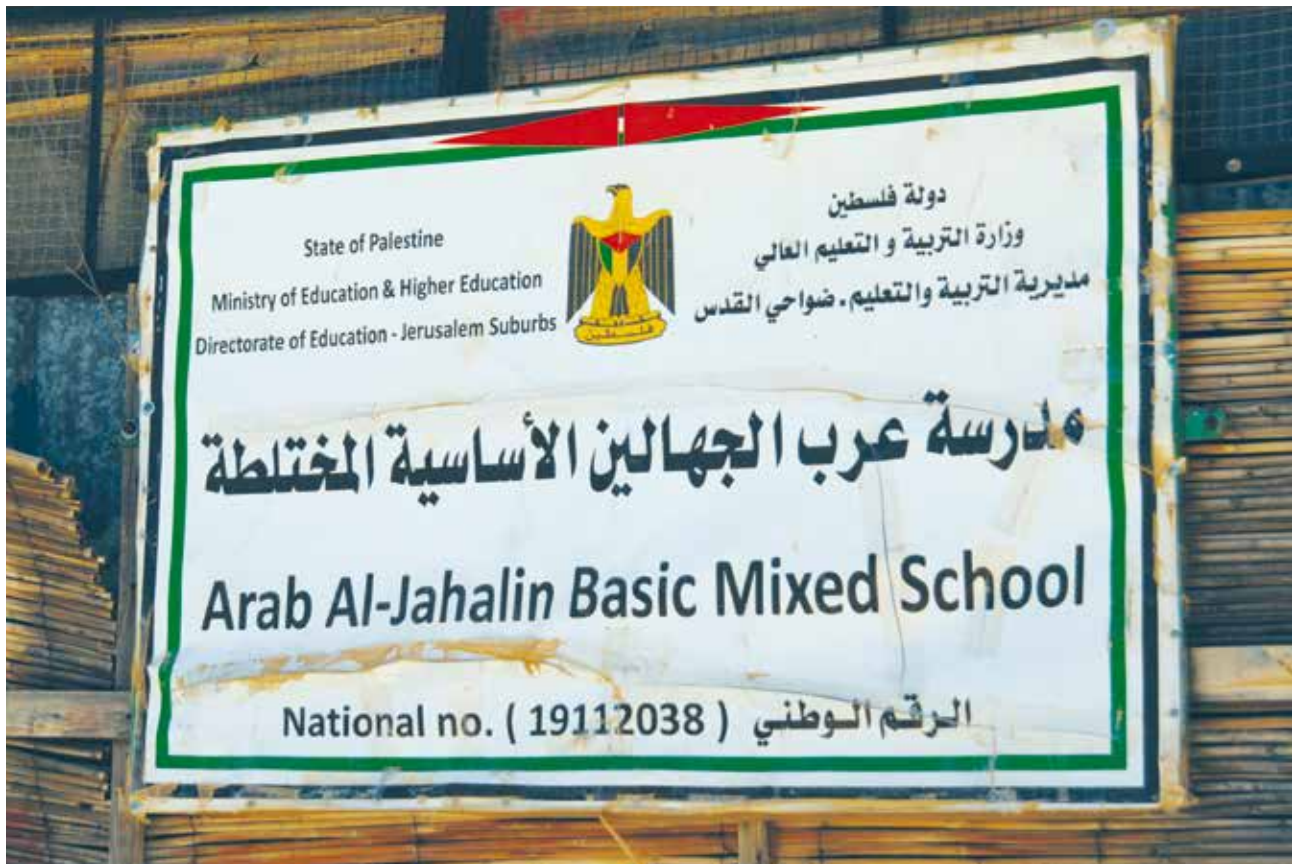 State of Palestine
Ministry of Education & Higher Education
Directorate of Education - Jerusalem Suburbs
دولة فلسطين
وزارة التربية و التعليم العالي
مديرية التربية والتعليم . ضواحي القدس
فلسطين
مدرسة عرب الجهالين الأساسية المختلطة
Arab Al-Jahalin Basic Mixed School
National no. ( 19112038 ) الرقم الوطني